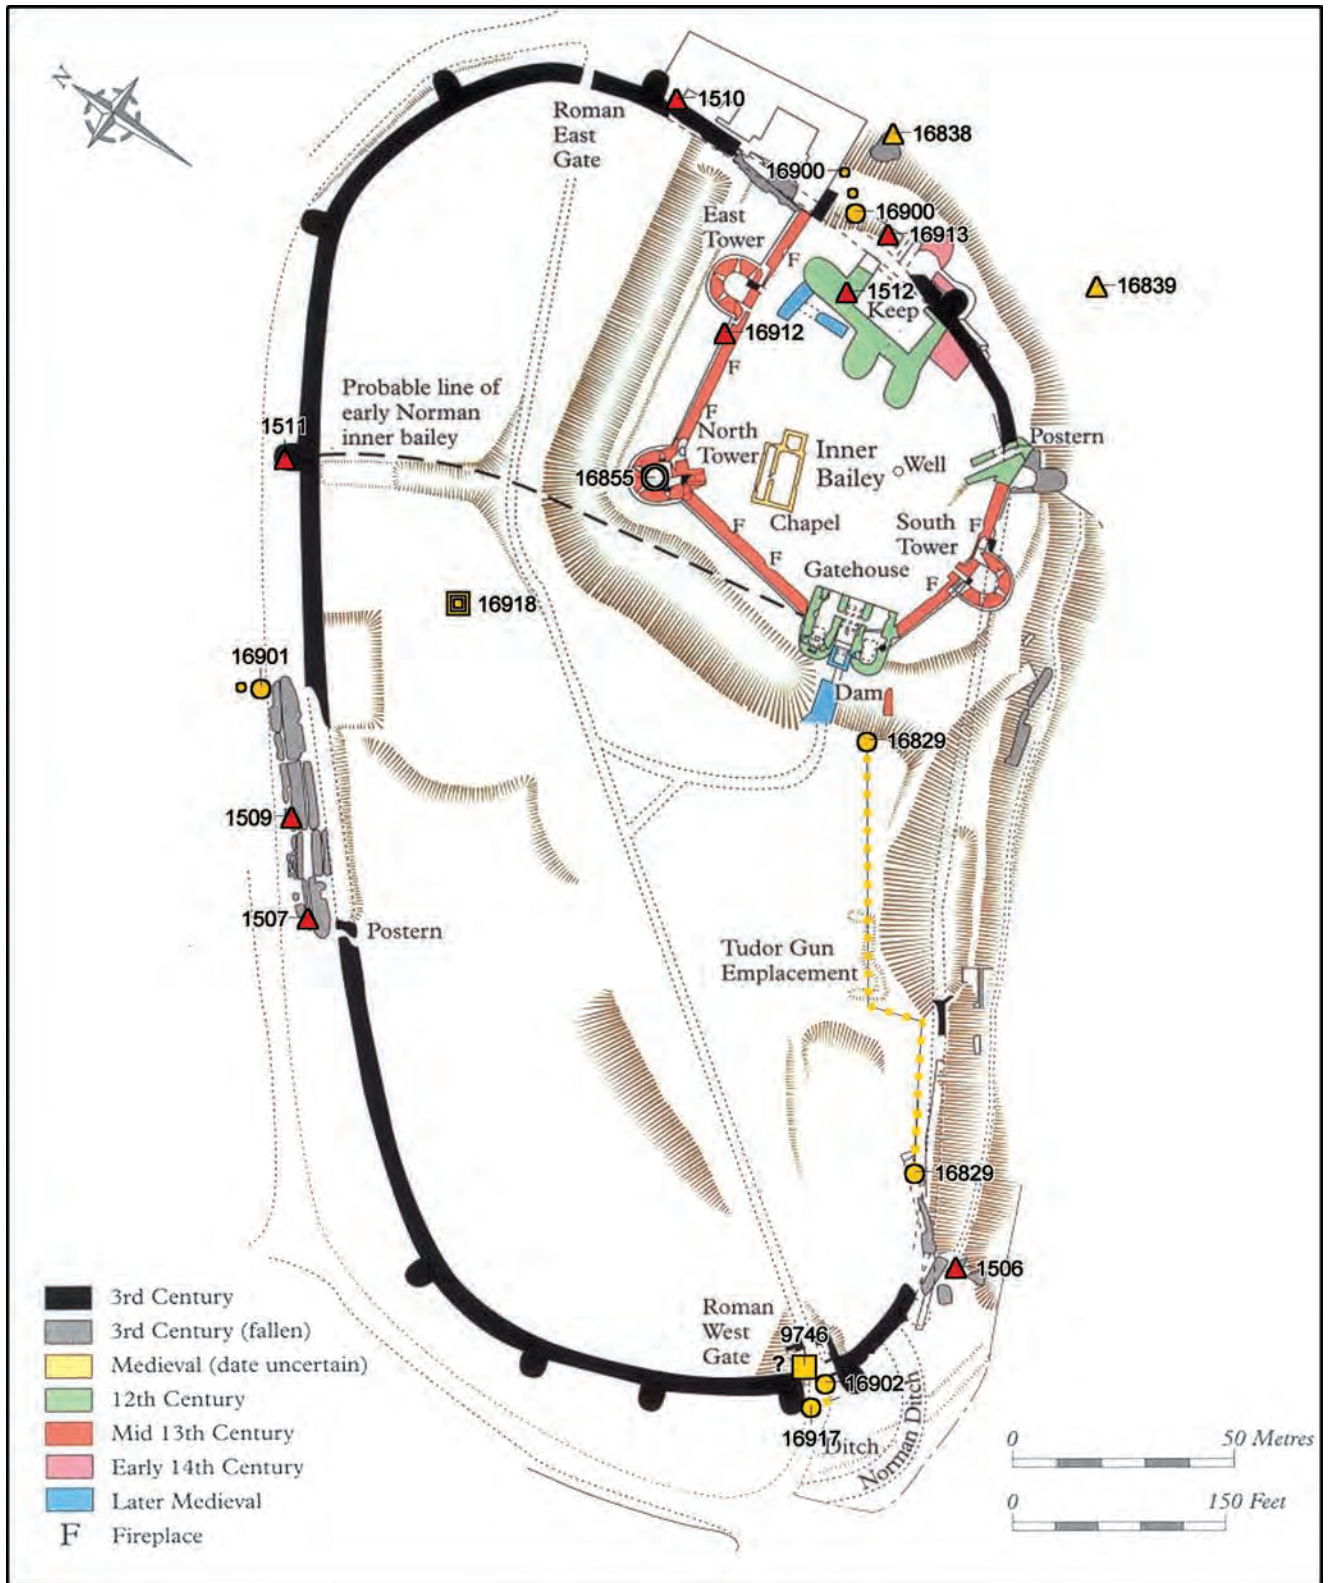 N
1510
16838
Roman
East
Gate
16900
16900
East
Tower
16913
F
16839
1512
Keep
16912
F
Probable line of
early Norman
inner bailey
F
1511
North
Tower
Inner
Bailey
Well
Postern
16855
Chapel
F
South
Tower
F
F
Gatehouse
F
16918
16901
Dam
16829
1509
1507
Postern
Tudor Gun
Emplacement
16829
1506
Roman
West
Gate
9746
?
16902
16917
Ditch
Norman Ditch
3rd Century
3rd Century (fallen)
Medieval (date uncertain)
12th Century
Mid 13th Century
Early 14th Century
Later Medieval
F Fireplace
0 50 Metres
0 150 Feet